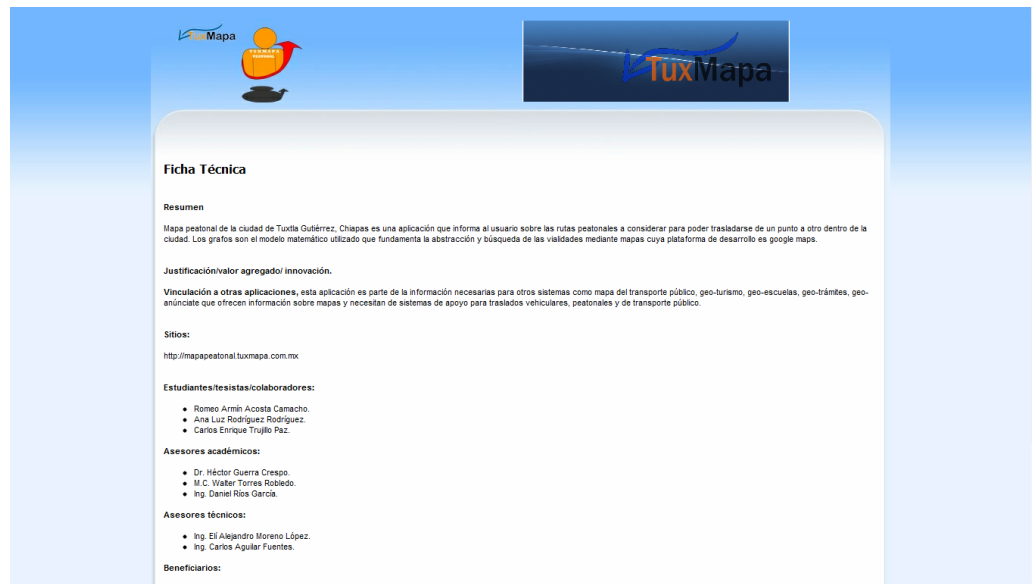 TuxMapa
TUXMAPA
PEATONAL
TuxMapa
Ficha Técnica
Resumen
Mapa peatonal de la ciudad de Tuxtla Gutiérrez, Chiapas es una aplicación que informa al usuario sobre las rutas peatonales a considerar para poder trasladarse de un punto a otro dentro de la
ciudad. Los grafos son el modelo matemático utilizado que fundamenta la abstracción y búsqueda de las vialidades mediante mapas cuya plataforma de desarrollo es google maps.
Justificación/valor agregado/ innovación.
Vinculación a otras aplicaciones, esta aplicación es parte de la información necesarias para otros sistemas como mapa del transporte público, geo-turismo, geo-escuelas, geo-trámites, geo-
anúnciate que ofrecen información sobre mapas y necesitan de sistemas de apoyo para traslados vehiculares, peatonales y de transporte público.
Sitios:
http://mapapeatonal.tuxmapa.com.mx
Estudiantes/tesistas/colaboradores:
• Romeo Armín Acosta Camacho.
• Ana Luz Rodríguez Rodríguez.
• Carlos Enrique Trujillo Paz.
Asesores académicos:
• Dr. Héctor Guerra Crespo.
• M.C. Walter Torres Robledo.
• Ing. Daniel Ríos García.
Asesores técnicos:
• Ing. Elí Alejandro Moreno López.
• Ing. Carlos Aguilar Fuentes.
Beneficiarios: